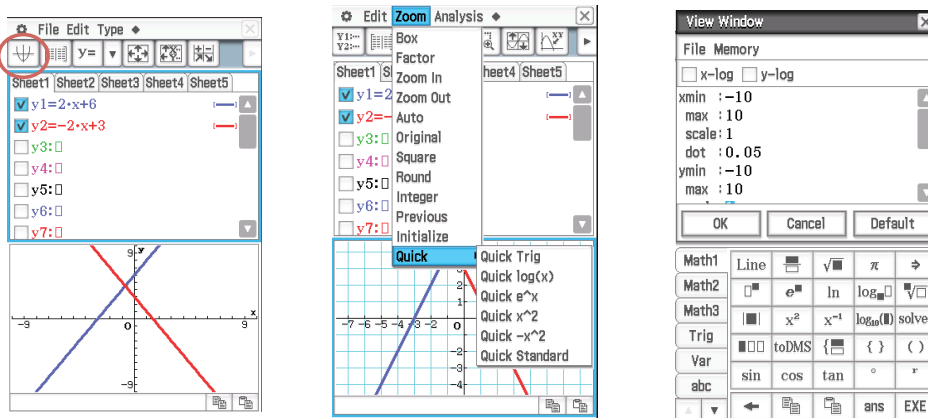 File Edit Type
Y=
Sheet1 Sheet2 Sheet3 Sheet4 Sheet5
y1=2·x+6
y2=−2·x+3
y3:
y4:
y5:
y6:
y7:
9 y
x
−9 0 9
−9
Edit Zoom Analysis
Y1:--- Y2:---
Sheet1 heet4 Sheet5
y1=2
y2=−
y3:
y4:
y5:
y6:
y7:
Box
Factor
Zoom In
Zoom Out
Auto
Original
Square
Round
Integer
Previous
Initialize
Quick
Quick Trig
Quick log(x)
Quick e^x
Quick x^2
Quick −x^2
Quick Standard
3
2
1
−7 −6 −5 −4 −3 −2 0
−2
−3
−4
View Window
File Memory
x-log y-log
xmin :−10
max :10
scale:1
dot :0.05
ymin :−10
max :10
OK Cancel Default
Math1 Line √ π ⇒
Math2 e ln log √
Math3 x² x⁻¹ log₁₀() solve
Trig toDMS { } ( )
Var sin cos tan ° r
abc
ans EXE